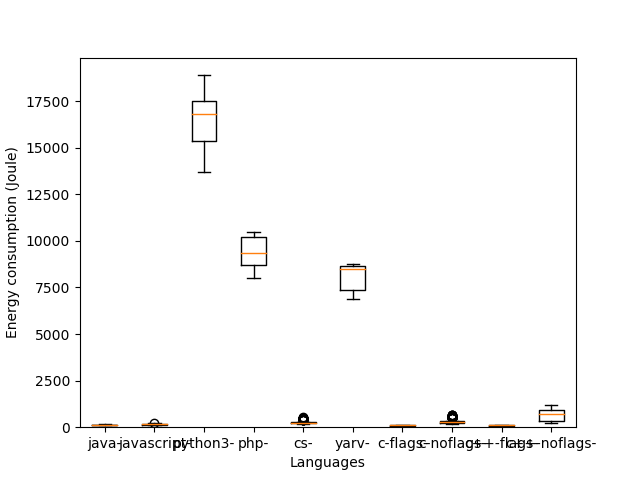 17500
15000
12500
10000
7500
5000
2500
0
Energy consumption (Joule)
java- javascript- python3- php- cs- yarv- c-flags- c-noflags- c++-flags- c++-noflags-
Languages